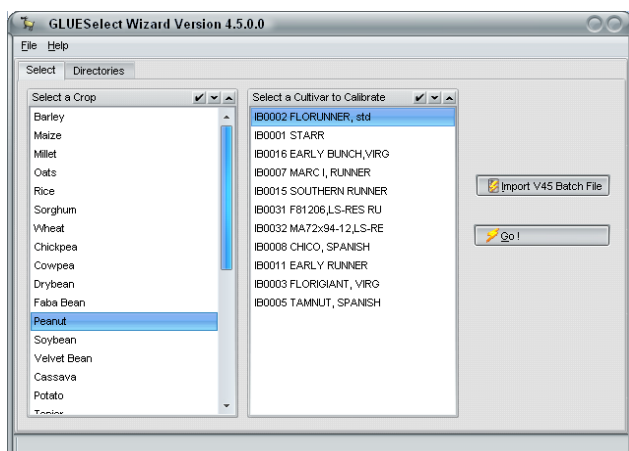 GLUESelect Wizard Version 4.5.0.0
File Help
Select Directories
Select a Crop
Barley
Maize
Millet
Oats
Rice
Sorghum
Wheat
Chickpea
Cowpea
Drybean
Faba Bean
Peanut
Soybean
Velvet Bean
Cassava
Potato
Select a Cultivar to Calibrate
IB0002 FLORUNNER, std
IB0001 STARR
IB0016 EARLY BUNCH,VIRG
IB0007 MARC I, RUNNER
IB0015 SOUTHERN RUNNER
IB0031 F81206,LS-RES RU
IB0032 MA72x94-12,LS-RE
IB0008 CHICO, SPANISH
IB0011 EARLY RUNNER
IB0003 FLORIGIANT, VIRG
IB0005 TAMNUT, SPANISH
Import V45 Batch File
Go !